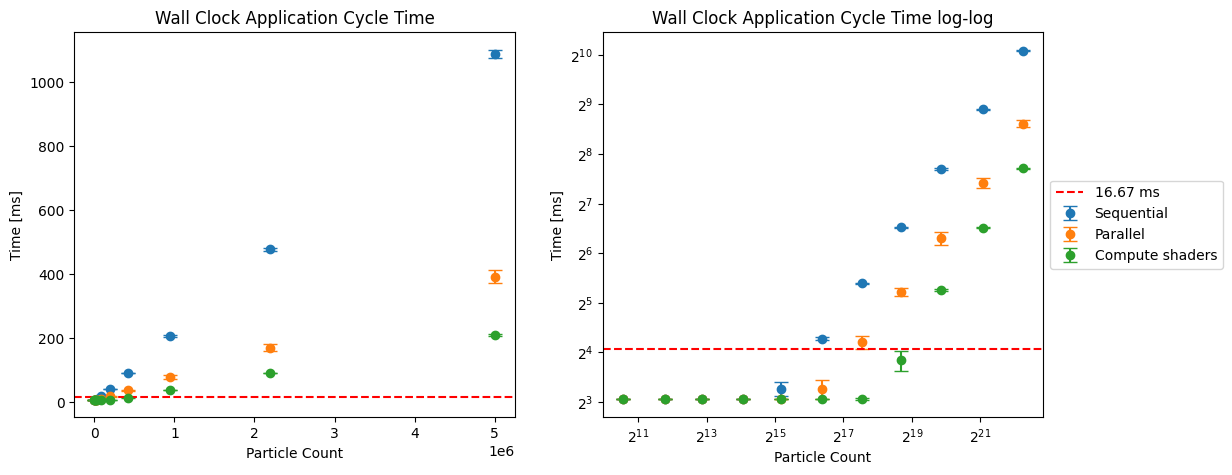 Wall Clock Application Cycle Time
Time [ms]
1000
800
600
400
200
0
0 1 2 3 4 5
1e6
Particle Count
Wall Clock Application Cycle Time log-log
Time [ms]
2^10
2^9
2^8
2^7
2^6
2^5
2^4
2^3
2^11 2^13 2^15 2^17 2^19 2^21
Particle Count
16.67 ms
Sequential
Parallel
Compute shaders